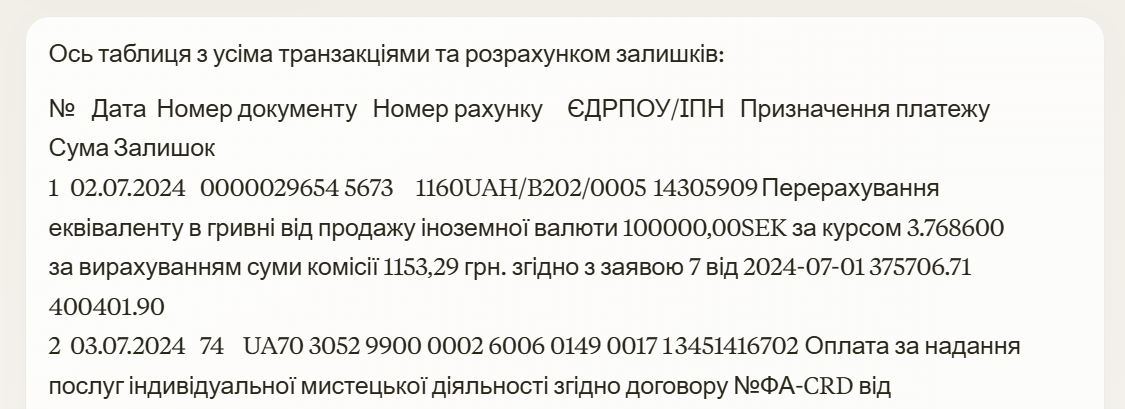 Ось таблиця з усіма транзакціями та розрахунком залишків:
№ Дата Номер документу Номер рахунку ЄДРПОУ/ІПН Призначення платежу
Сума Залишок
1 02.07.2024 0000029654 5673 1160UAH/B202/0005 14305909 Перерахування
еквіваленту в гривні від продажу іноземної валюти 100000,00SEK за курсом 3.768600
за вирахуванням суми комісії 1153,29 грн. згідно з заявою 7 від 2024-07-01 375706.71
400401.90
2 03.07.2024 74 UA70 3052 9900 0002 6006 0149 0017 1 3451416702 Оплата за надання
послуг індивідуальної мистецької діяльності згідно договору №ФА-CRD від